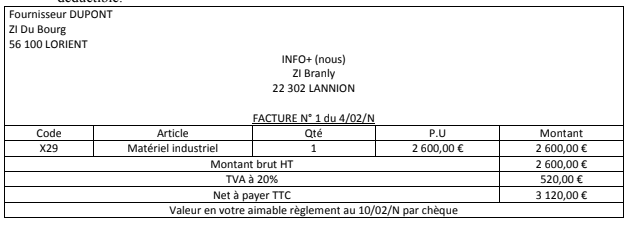 déductible.
Fournisseur DUPONT
ZI Du Bourg
56 100 LORIENT
INFO+ (nous)
ZI Branly
22 302 LANNION
FACTURE N° 1 du 4/02/N
Code Article Qté P.U Montant
X29 Matériel industriel 1 2 600,00 € 2 600,00 €
Montant brut HT 2 600,00 €
TVA à 20% 520,00 €
Net à payer TTC 3 120,00 €
Valeur en votre aimable règlement au 10/02/N par chèque